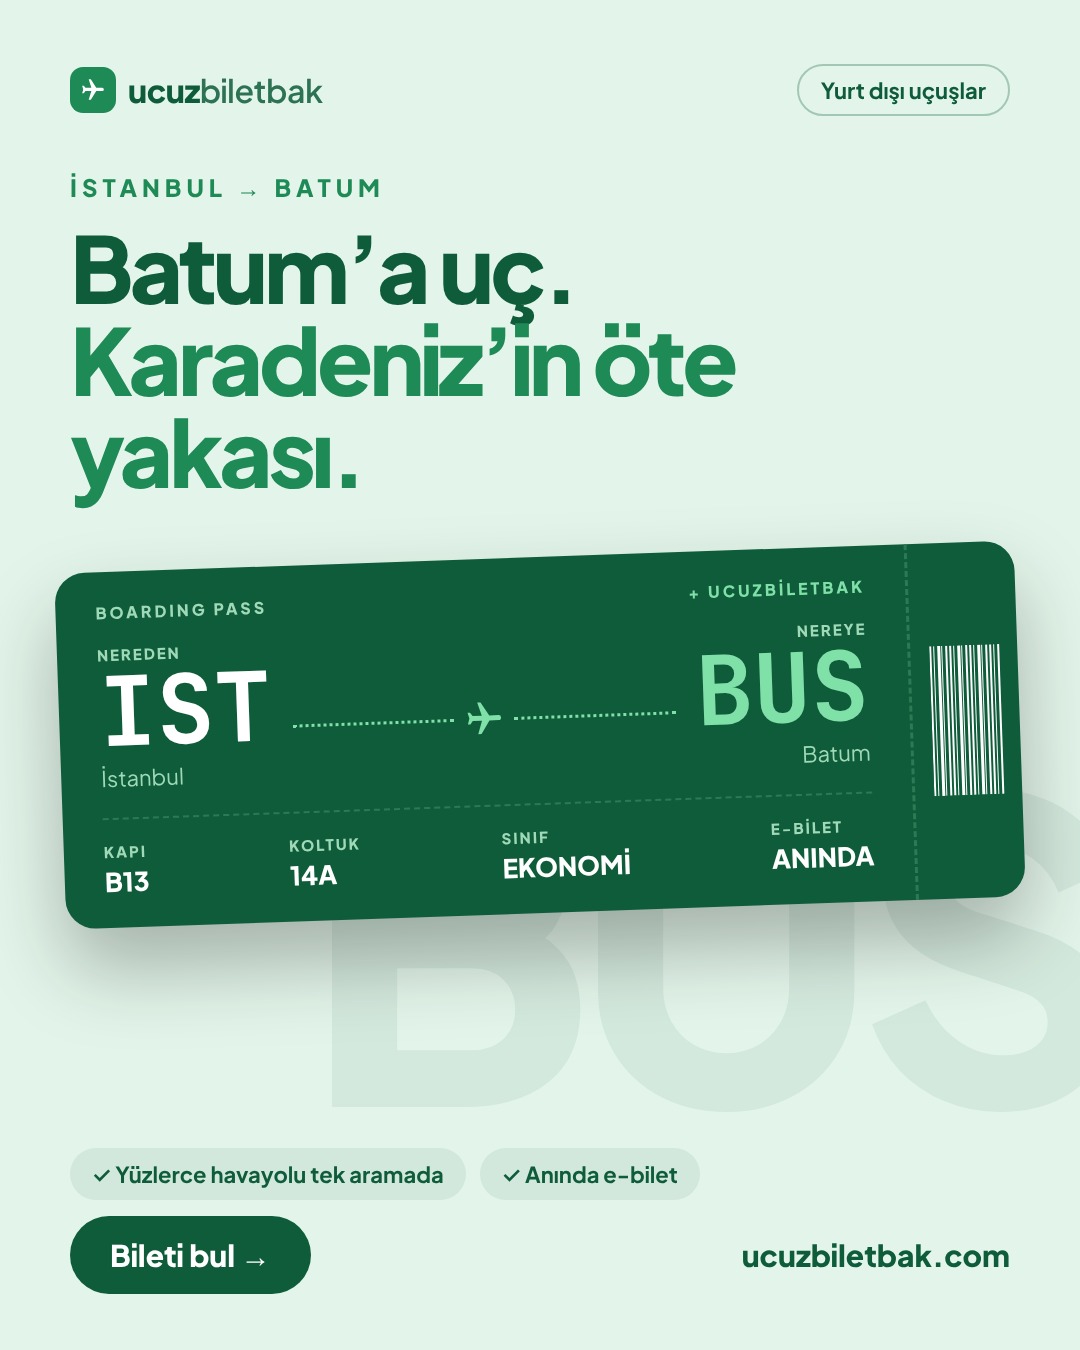 ucuzbiletbak
Yurt dışı uçuşlar
İSTANBUL → BATUM
Batum’a uç.
Karadeniz’in öte
yakası.
BOARDING PASS
+ UCUZBİLETBAK
NEREDEN
NEREYE
IST
BUS
İstanbul
Batum
KAPI
KOLTUK
SINIF
E-BİLET
B13
14A
EKONOMİ
ANINDA
BUS
✓ Yüzlerce havayolu tek aramada
✓ Anında e-bilet
Bileti bul →
ucuzbiletbak.com